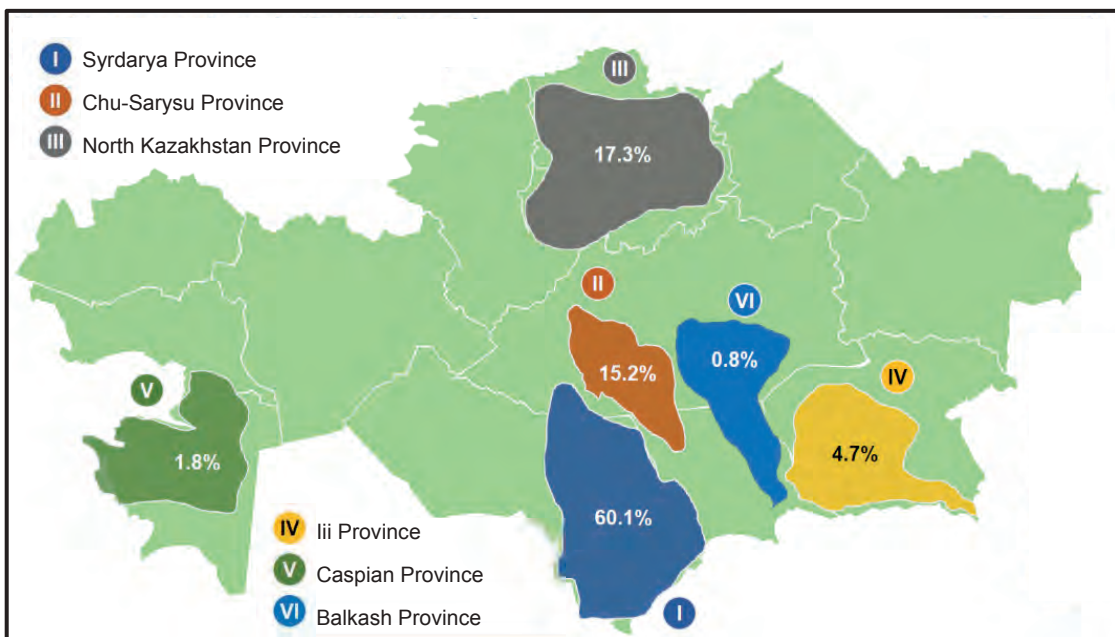 I Syrdarya Province
II Chu-Sarysu Province
III North Kazakhstan Province
III
17.3%
II
VI
15.2%
0.8%
IV
V
4.7%
1.8%
60.1%
IV Iii Province
V Caspian Province
VI Balkash Province
I